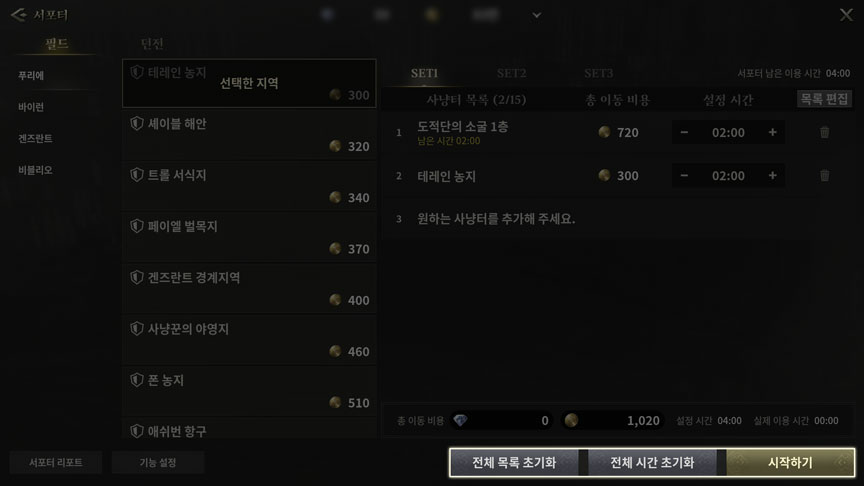 서포터
필드
던전
푸리에
바이런
겐즈란트
비블리오
테레인 농지
선택한 지역
300
세이블 해안
320
트롤 서식지
340
페이엘 벌목지
370
겐즈란트 경계지역
400
사냥꾼의 야영지
460
폰 농지
510
애쉬번 항구
SET1 SET2 SET3
서포터 남은 이용 시간 04:00
사냥터 목록 (2/15) 총 이동 비용 설정 시간 목록 편집
1 도적단의 소굴 1층 720 - 02:00 +
남은 시간 02:00
2 테레인 농지 300 - 02:00 +
3 원하는 사냥터를 추가해 주세요.
총 이동 비용 0 1,020 설정 시간 04:00 실제 이용 시간 00:00
서포터 리포트 기능 설정
전체 목록 초기화 전체 시간 초기화 시작하기